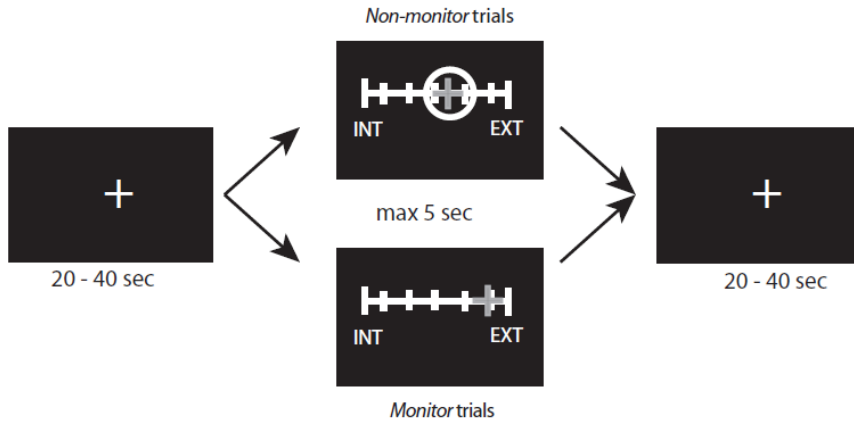 Non-monitor trials
INT EXT
20 - 40 sec
max 5 sec
20 - 40 sec
INT EXT
Monitor trials